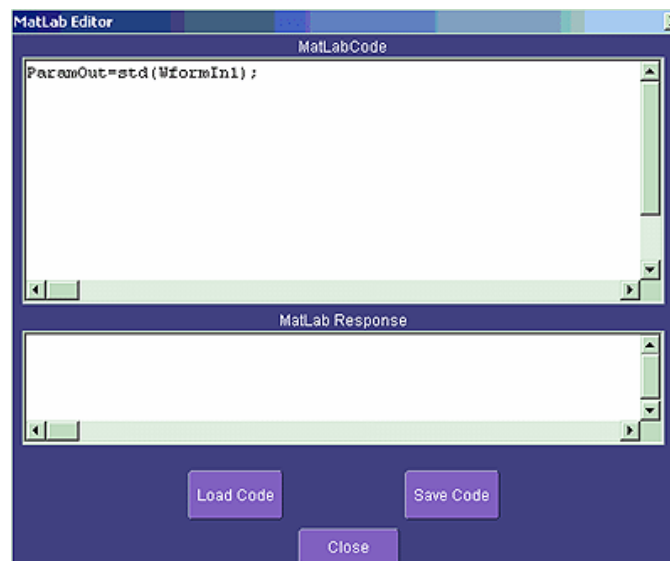 MatLab Editor
MatLabCode
ParamOut=std(WformIn1);
MatLab Response
Load Code
Save Code
Close